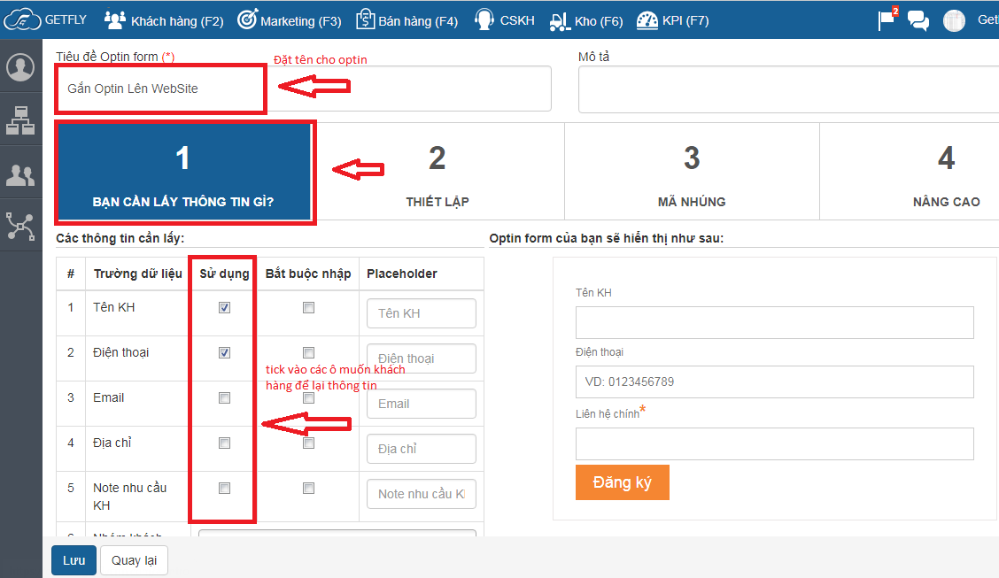 GETFLY Khách hàng (F2) Marketing (F3) Bán hàng (F4) CSKH Kho (F6) KPI (F7) 2 Get
Tiêu đề Optin form (*) Đặt tên cho optin Mô tả
Gắn Optin Lên WebSite
1 2 3 4
BẠN CẦN LẤY THÔNG TIN GÌ? THIẾT LẬP MÃ NHÚNG NÂNG CAO
Các thông tin cần lấy: Optin form của bạn sẽ hiển thị như sau:
# Trường dữ liệu Sử dụng Bắt buộc nhập Placeholder
1 Tên KH Tên KH
2 Điện thoại Điện thoại
tick vào các ô muốn khách
hàng để lại thông tin
3 Email Email
4 Địa chỉ Địa chỉ
5 Note nhu cầu Note nhu cầu K
KH
6 Nhóm khách
Tên KH
Điện thoại
VD: 0123456789
Liên hệ chính*
Đăng ký
Lưu Quay lại